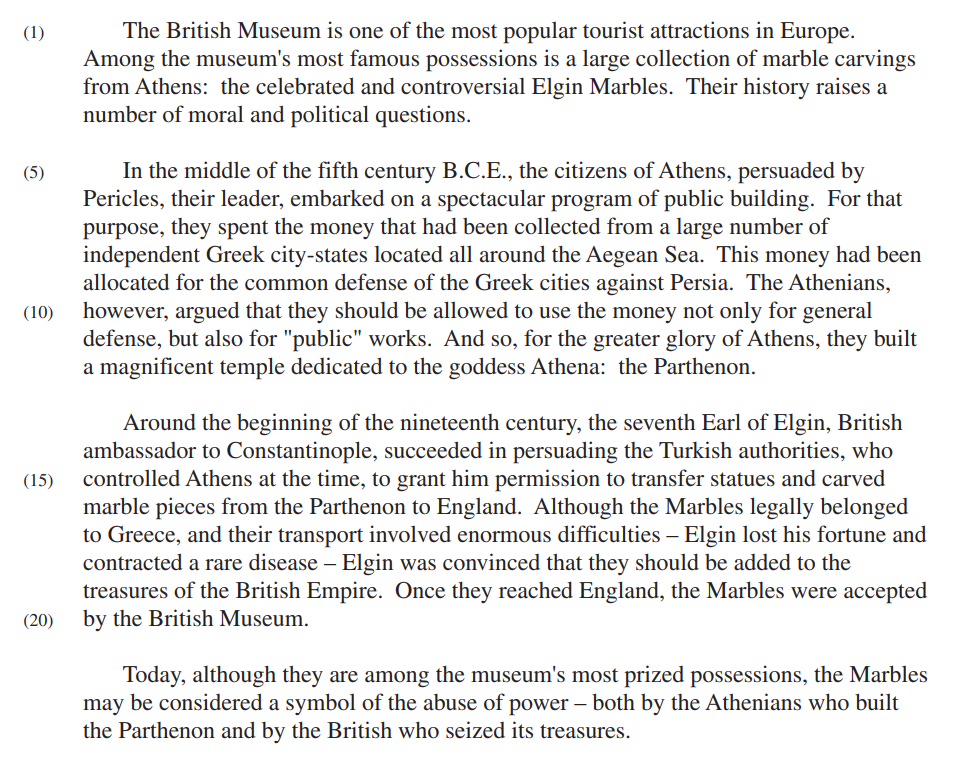 (1) The British Museum is one of the most popular tourist attractions in Europe.
Among the museum's most famous possessions is a large collection of marble carvings
from Athens: the celebrated and controversial Elgin Marbles. Their history raises a
number of moral and political questions.
(5) In the middle of the fifth century B.C.E., the citizens of Athens, persuaded by
Pericles, their leader, embarked on a spectacular program of public building. For that
purpose, they spent the money that had been collected from a large number of
independent Greek city-states located all around the Aegean Sea. This money had been
allocated for the common defense of the Greek cities against Persia. The Athenians,
(10) however, argued that they should be allowed to use the money not only for general
defense, but also for "public" works. And so, for the greater glory of Athens, they built
a magnificent temple dedicated to the goddess Athena: the Parthenon.
Around the beginning of the nineteenth century, the seventh Earl of Elgin, British
ambassador to Constantinople, succeeded in persuading the Turkish authorities, who
(15) controlled Athens at the time, to grant him permission to transfer statues and carved
marble pieces from the Parthenon to England. Although the Marbles legally belonged
to Greece, and their transport involved enormous difficulties – Elgin lost his fortune and
contracted a rare disease – Elgin was convinced that they should be added to the
treasures of the British Empire. Once they reached England, the Marbles were accepted
(20) by the British Museum.
Today, although they are among the museum's most prized possessions, the Marbles
may be considered a symbol of the abuse of power – both by the Athenians who built
the Parthenon and by the British who seized its treasures.